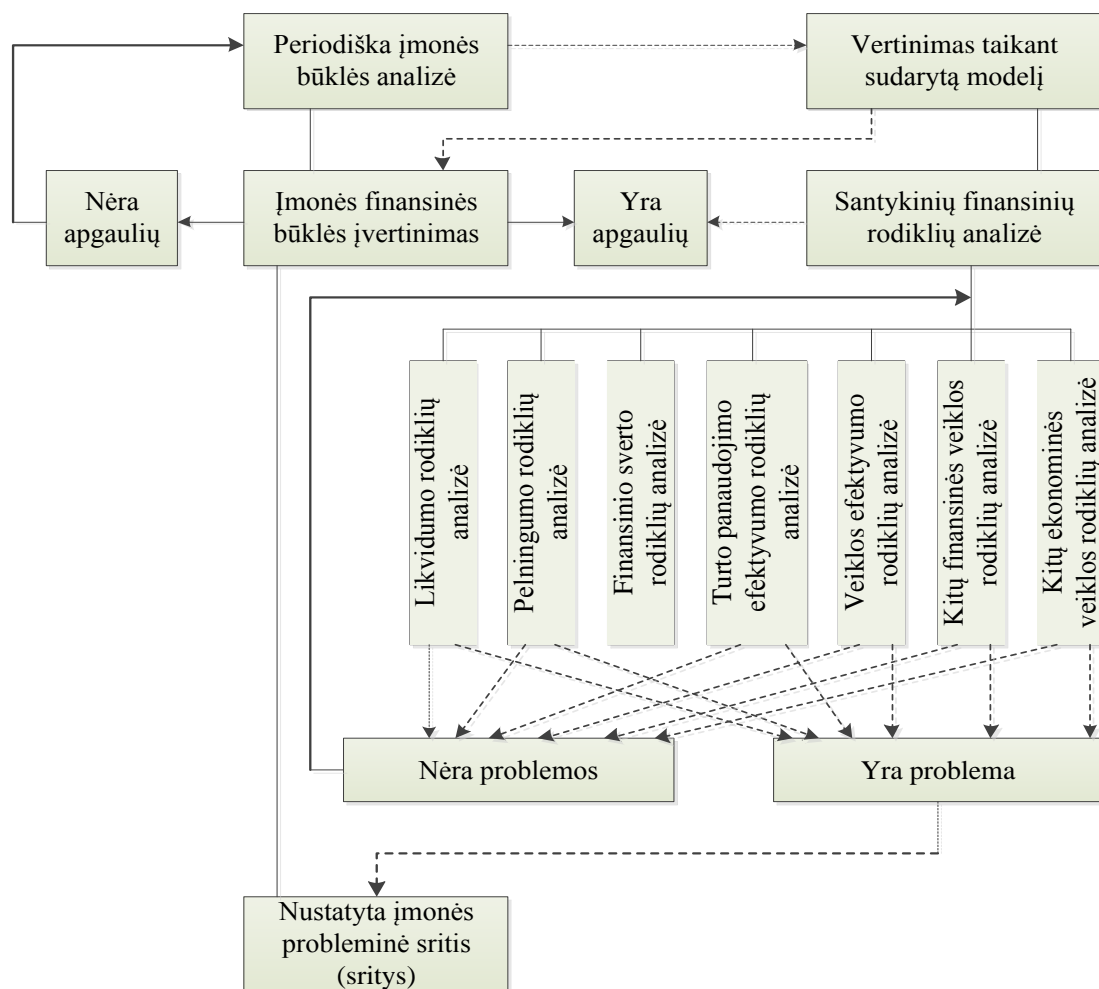 Periodiška įmonės
būklės analizė
Vertinimas taikant
sudarytą modelį
Nėra
apgaulių
Įmonės finansinės
būklės įvertinimas
Yra
apgaulių
Santykinių finansinių
rodiklių analizė
Likvidumo rodiklių
analizė
Pelningumo rodiklių
analizė
Finansinio sverto
rodiklių analizė
Turto panaudojimo
efektyvumo rodiklių
analizė
Veiklos efektyvumo
rodiklių analizė
Kitų finansinės veiklos
rodiklių analizė
Kitų ekonominės
veiklos rodiklių analizė
Nėra problemos
Yra problema
Nustatyta įmonės
probleminė sritis
(sritys)